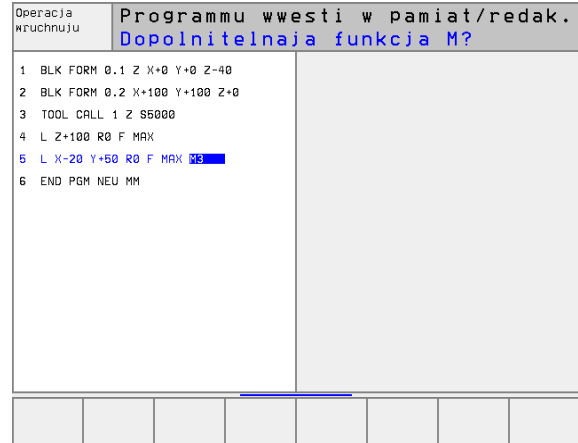 Operacja
wruchnuju
Programmu wwesti w pamiat/redak.
Dopolnitelnaja funkcja M?
1 BLK FORM 0.1 Z X+0 Y+0 Z-40
2 BLK FORM 0.2 X+100 Y+100 Z+0
3 TOOL CALL 1 Z S5000
4 L Z+100 R0 F MAX
5 L X-20 Y+50 R0 F MAX M3
6 END PGM NEU MM